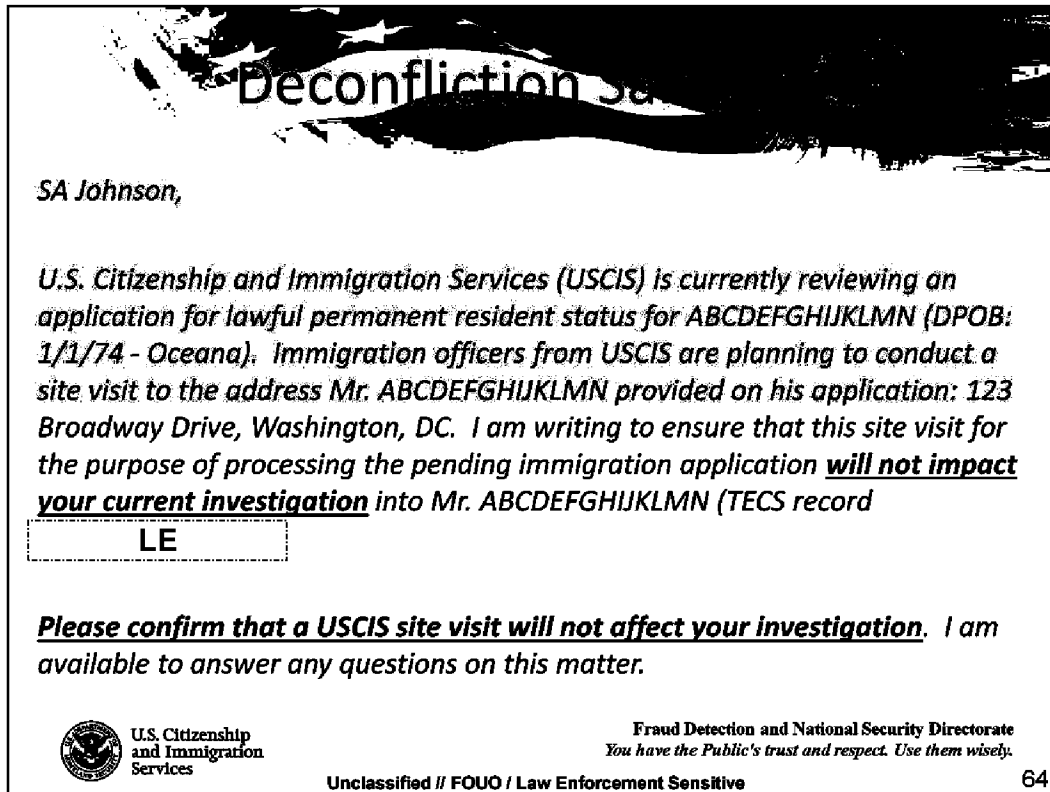 Deconfliction Sa
SA Johnson,
U.S. Citizenship and Immigration Services (USCIS) is currently reviewing an
application for lawful permanent resident status for ABCDEFGHIJKLMN (DPOB:
1/1/74 - Oceana). Immigration officers from USCIS are planning to conduct a
site visit to the address Mr. ABCDEFGHIJKLMN provided on his application: 123
Broadway Drive, Washington, DC. I am writing to ensure that this site visit for
the purpose of processing the pending immigration application will not impact
your current investigation into Mr. ABCDEFGHIJKLMN (TECS record
LE
Please confirm that a USCIS site visit will not affect your investigation. I am
available to answer any questions on this matter.
U.S. Citizenship
and Immigration
Services
Fraud Detection and National Security Directorate
You have the Public's trust and respect. Use them wisely.
Unclassified // FOUO / Law Enforcement Sensitive
64